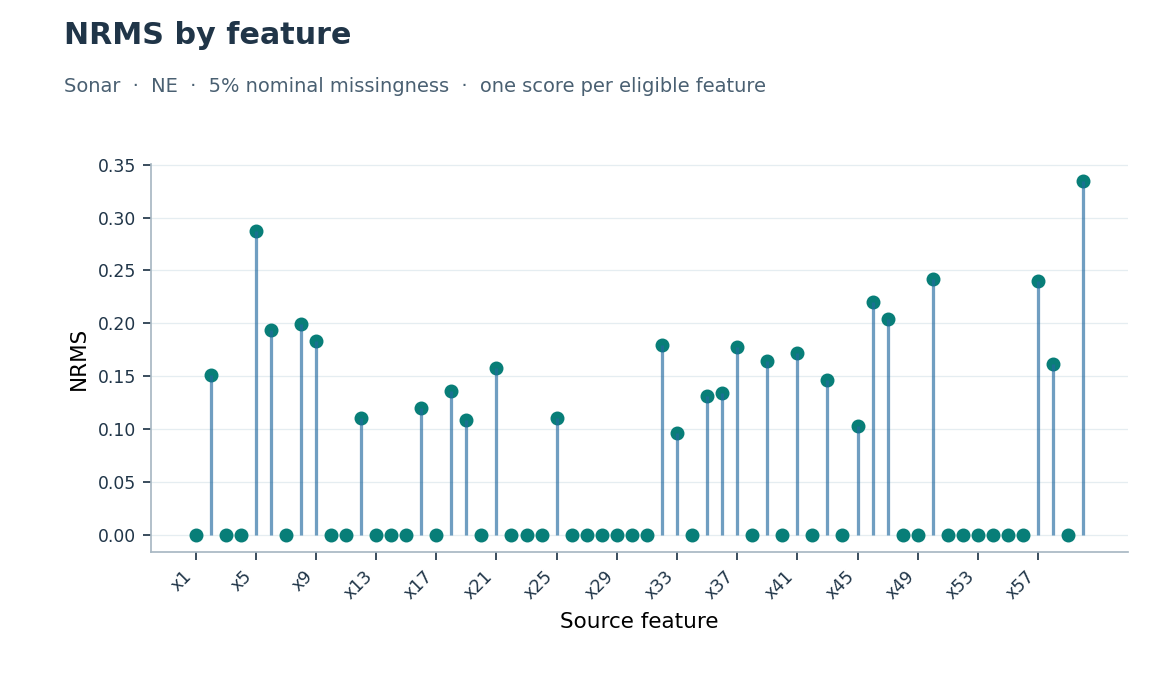 NRMS by feature
Sonar · NE · 5% nominal missingness · one score per eligible feature
0.35
0.30
0.25
0.20
0.15
0.10
0.05
0.00
NRMS
x1 x5 x9 x13 x17 x21 x25 x29 x33 x37 x41 x45 x49 x53 x57
Source feature